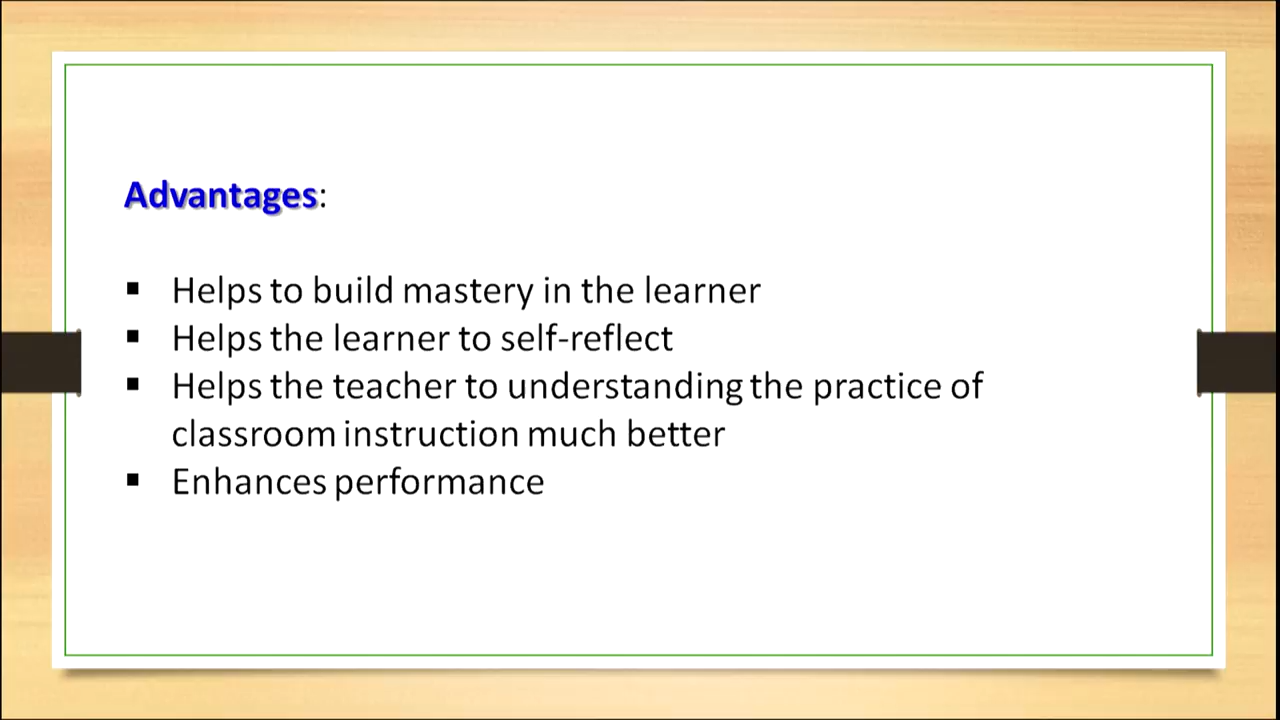 Advantages:
▪ Helps to build mastery in the learner
▪ Helps the learner to self-reflect
▪ Helps the teacher to understanding the practice of
classroom instruction much better
▪ Enhances performance